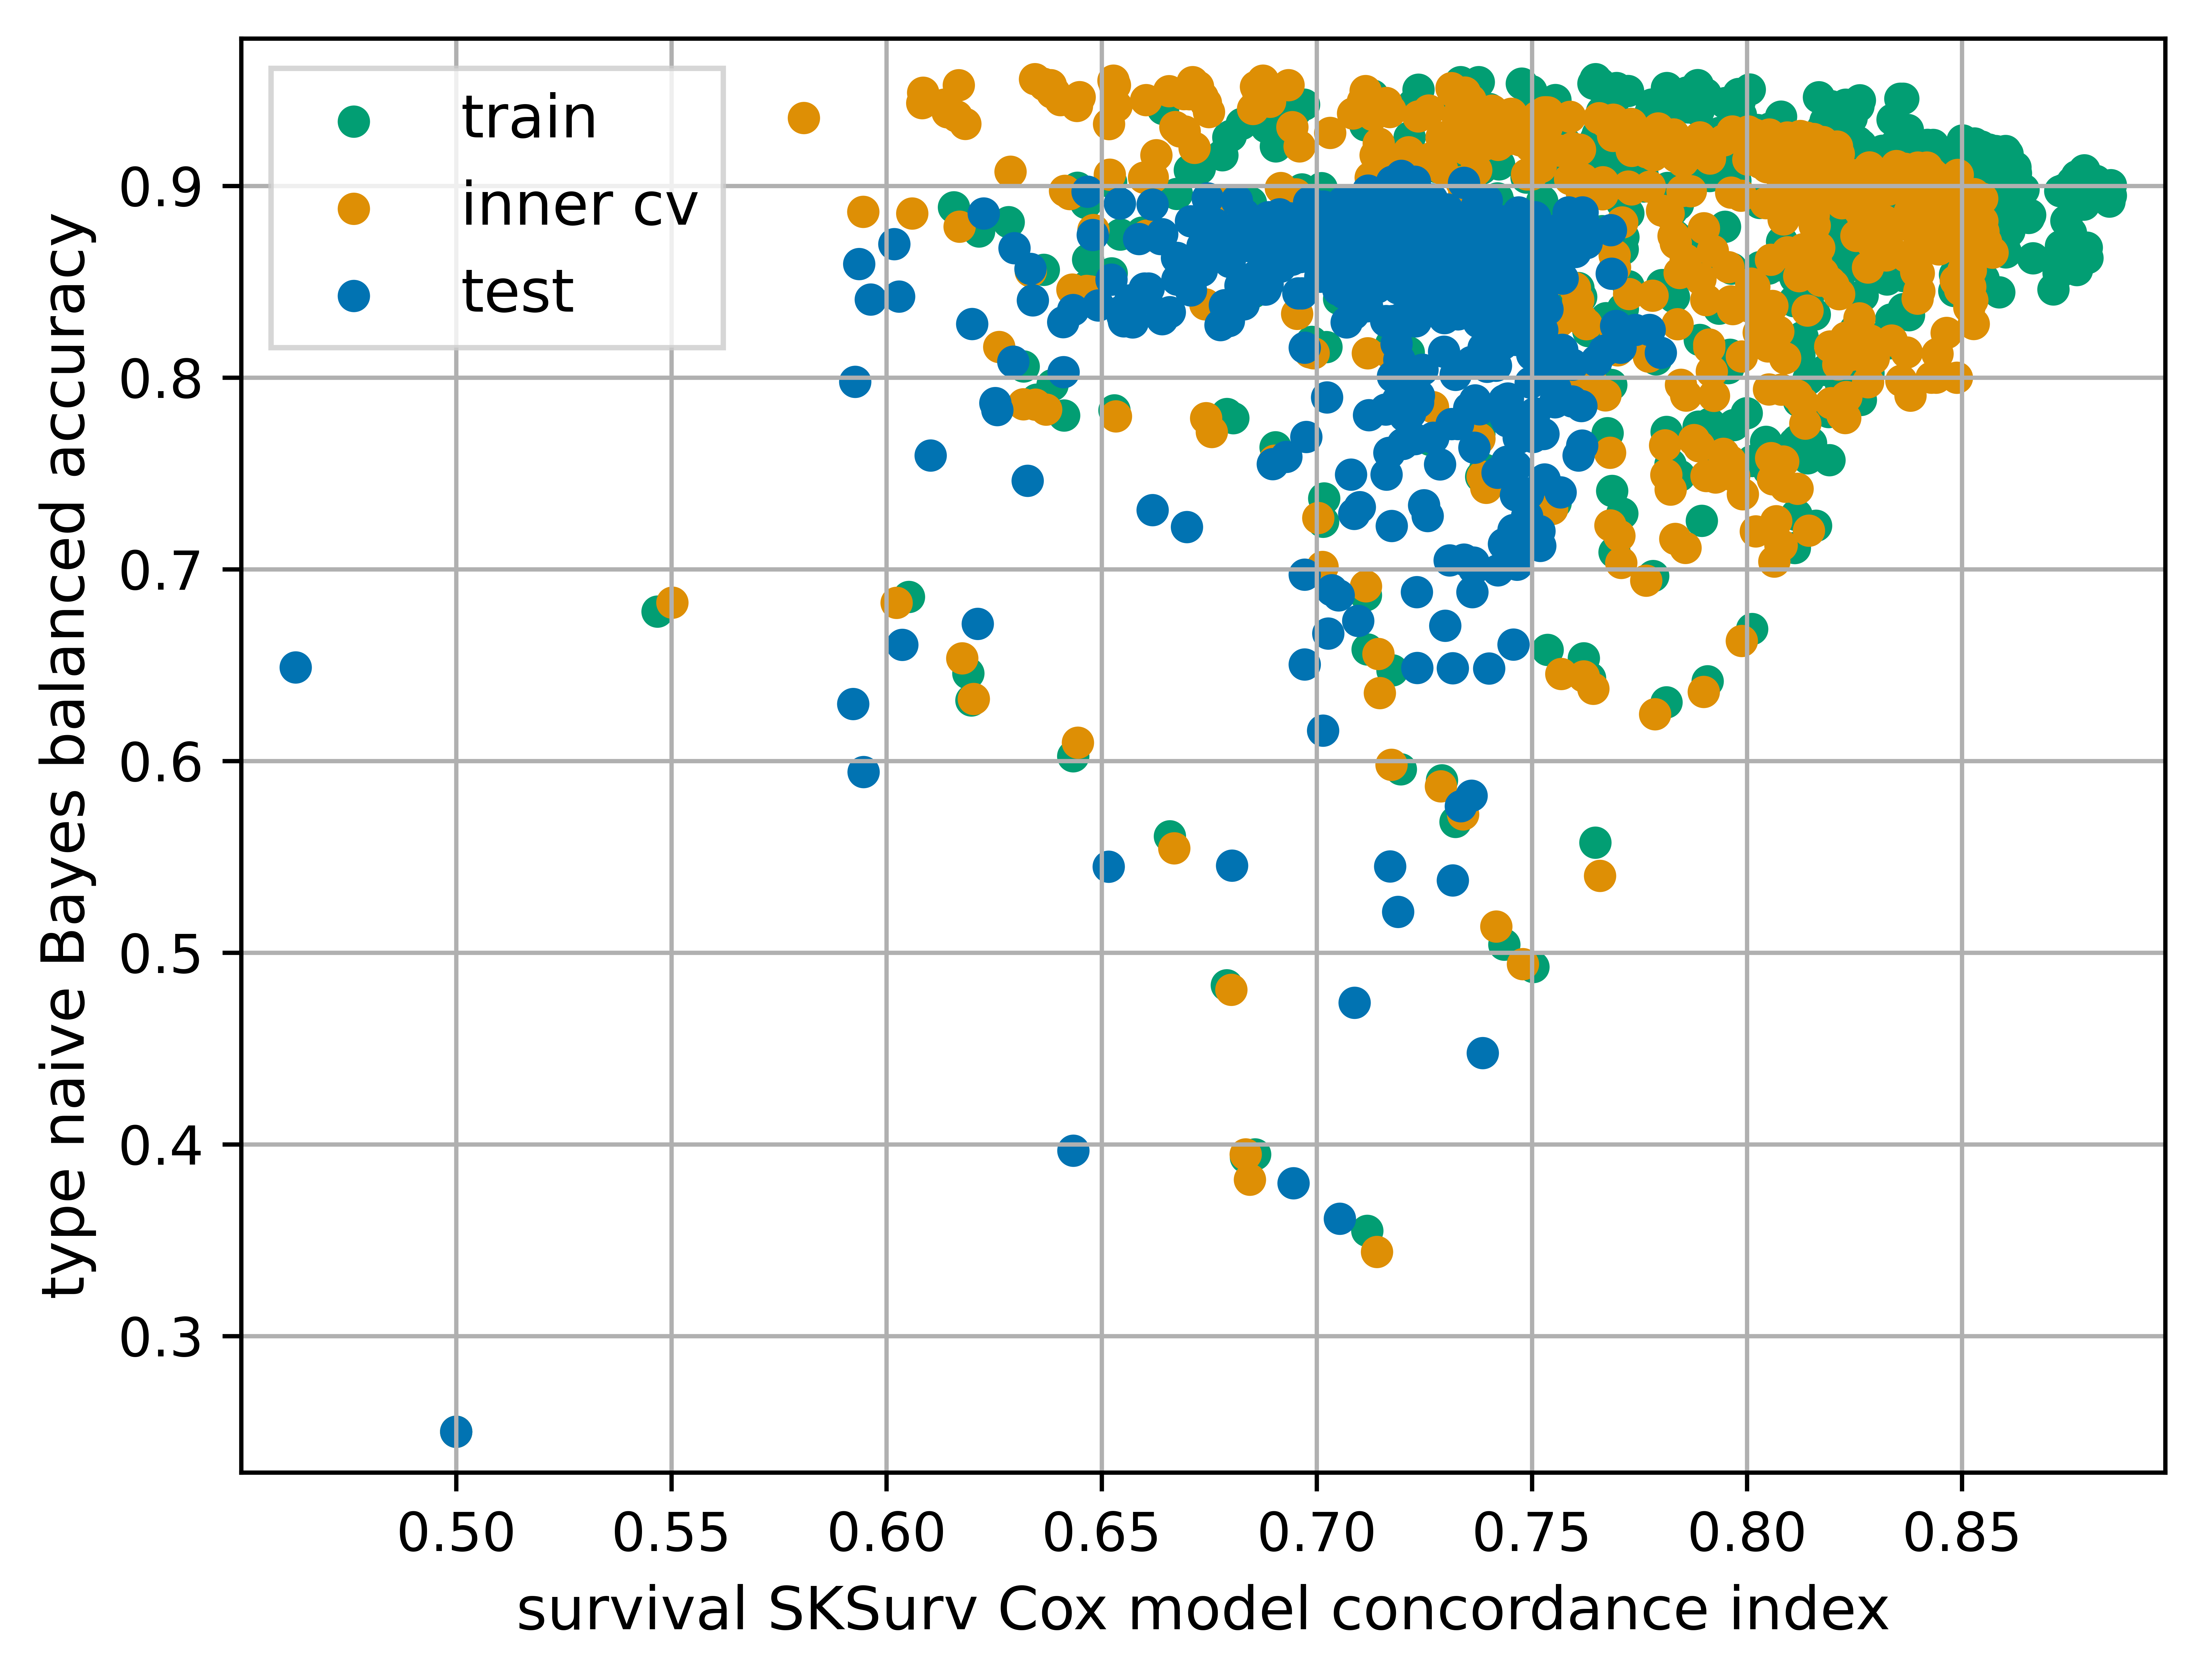 train
inner cv
test
type naive Bayes balanced accuracy
0.9
0.8
0.7
0.6
0.5
0.4
0.3
0.50 0.55 0.60 0.65 0.70 0.75 0.80 0.85
survival SKSurv Cox model concordance index